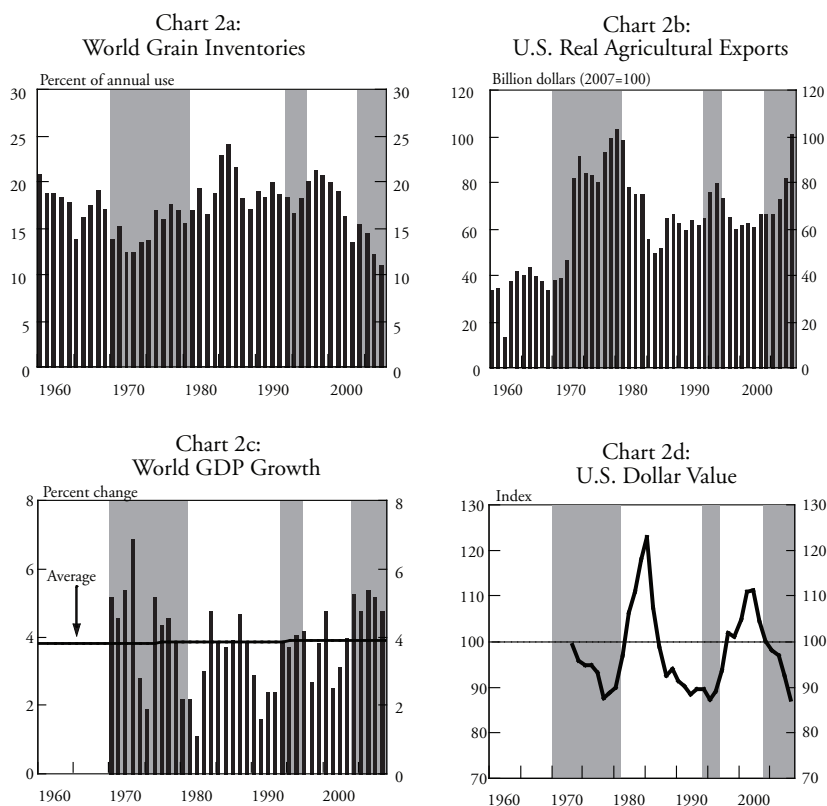 Chart 2a:
World Grain Inventories
Percent of annual use
30 30
25 25
20 20
15 15
10 10
5 5
0 0
1960 1970 1980 1990 2000
Chart 2b:
U.S. Real Agricultural Exports
Billion dollars (2007=100)
120 120
100 100
80 80
60 60
40 40
20 20
0 0
1960 1970 1980 1990 2000
Chart 2c:
World GDP Growth
Percent change
8 8
6 6
Average
4 4
2 2
0 0
1960 1970 1980 1990 2000
Chart 2d:
U.S. Dollar Value
Index
130 130
120 120
110 110
100 100
90 90
80 80
70 70
1960 1970 1980 1990 2000